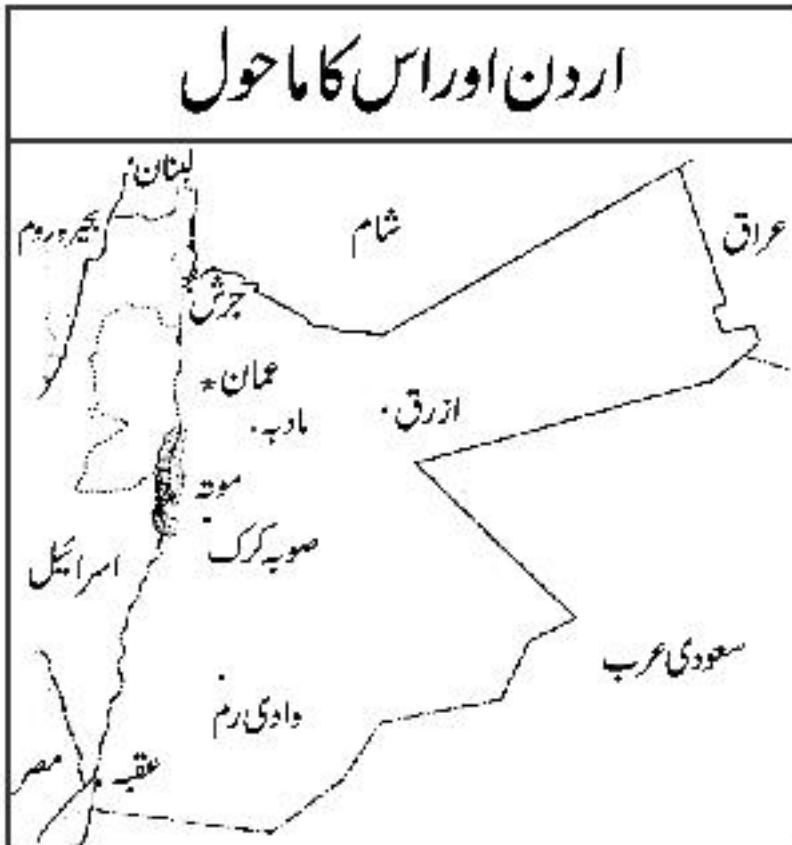 اردن اور اس کا ماحول
لبنان
بحیرہ روم
شام
عراق
جرش
عمان *
مادبہ
ازرق
موتہ
صوبہ کرک
اسرائیل
سعودی عرب
وادی رم
عقبہ
مصر